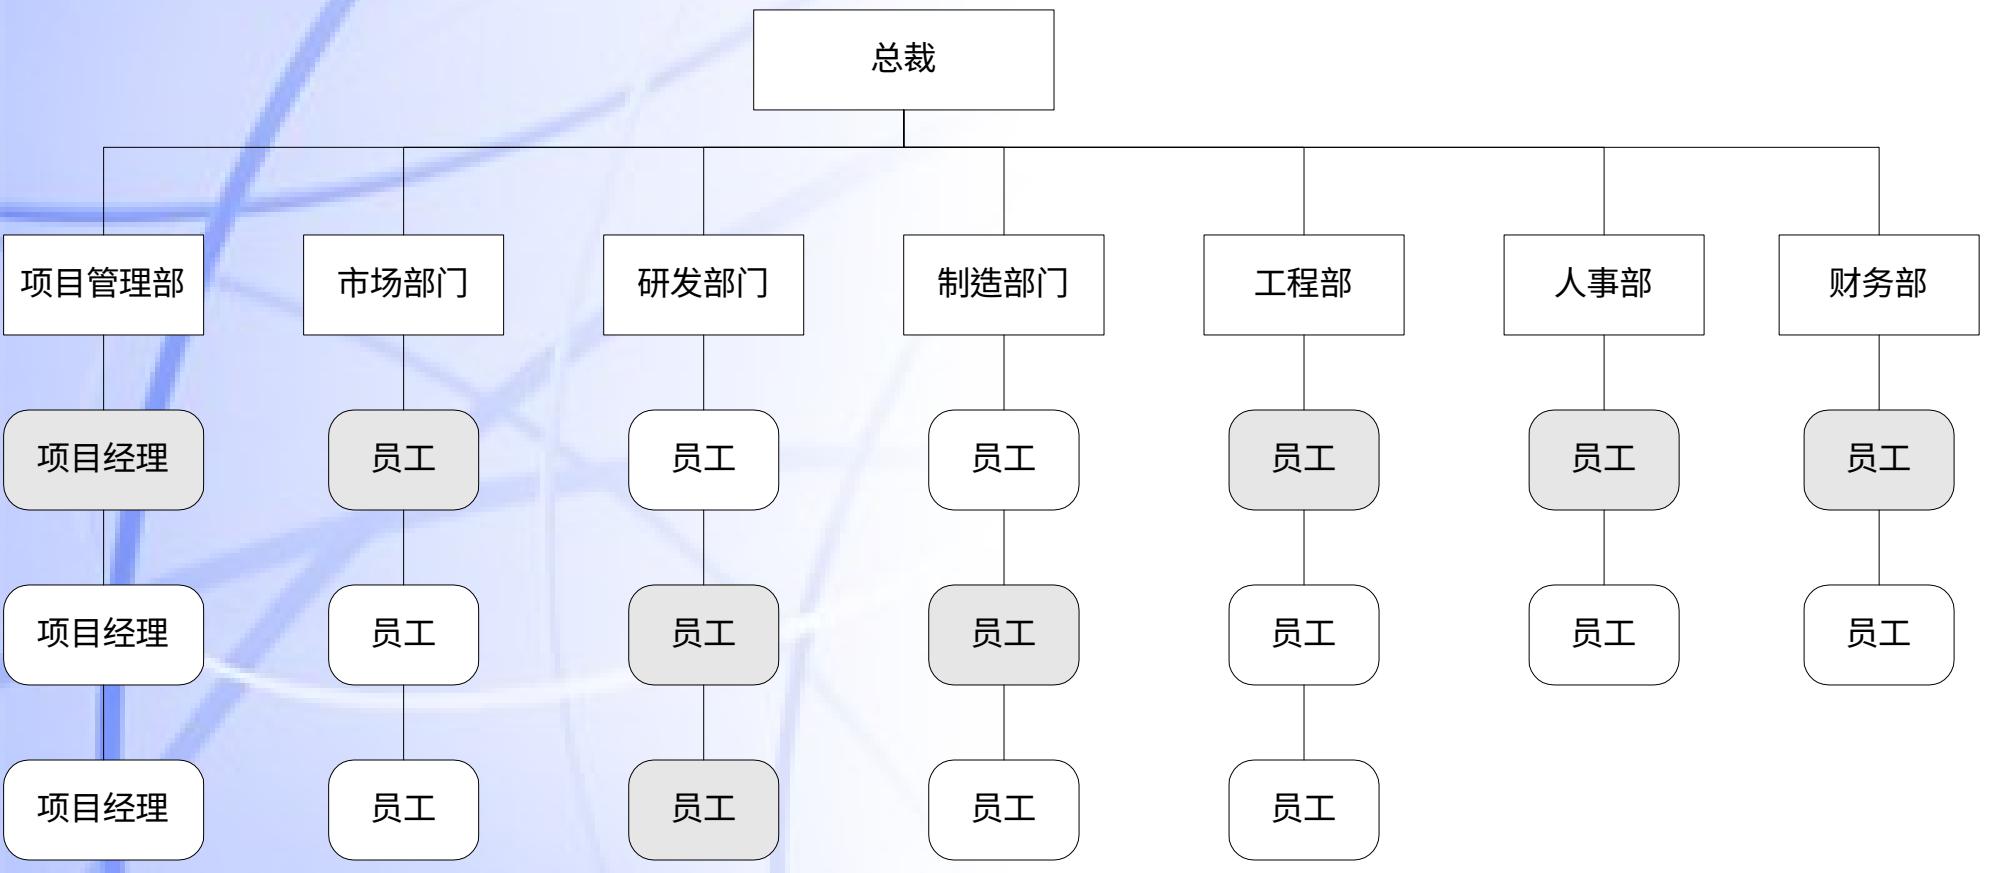 总裁
项目管理部
市场部门
研发部门
制造部门
工程部
人事部
财务部
项目经理
员工
员工
员工
员工
员工
员工
项目经理
员工
员工
员工
员工
员工
员工
项目经理
员工
员工
员工
员工